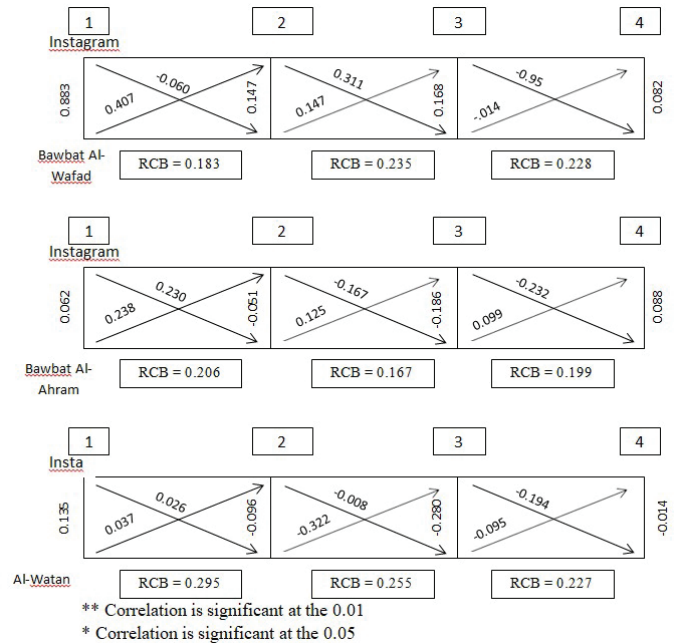 1 2 3 4
Instagram
0.883 -0.060 0.407 0.147 0.311 0.147 0.168 -0.95 -.014 0.082
Bawbat Al-
Wafad
RCB = 0.183 RCB = 0.235 RCB = 0.228
1 2 3 4
Instagram
0.062 0.230 0.238 -0.051 -0.167 0.125 -0.186 -0.232 0.099 0.088
Bawbat Al-
Ahram
RCB = 0.206 RCB = 0.167 RCB = 0.199
1 2 3 4
Insta
0.135 0.026 0.037 -0.096 -0.008 -0.322 -0.280 -0.194 -0.095 -0.014
Al-Watan
RCB = 0.295 RCB = 0.255 RCB = 0.227
** Correlation is significant at the 0.01
* Correlation is significant at the 0.05